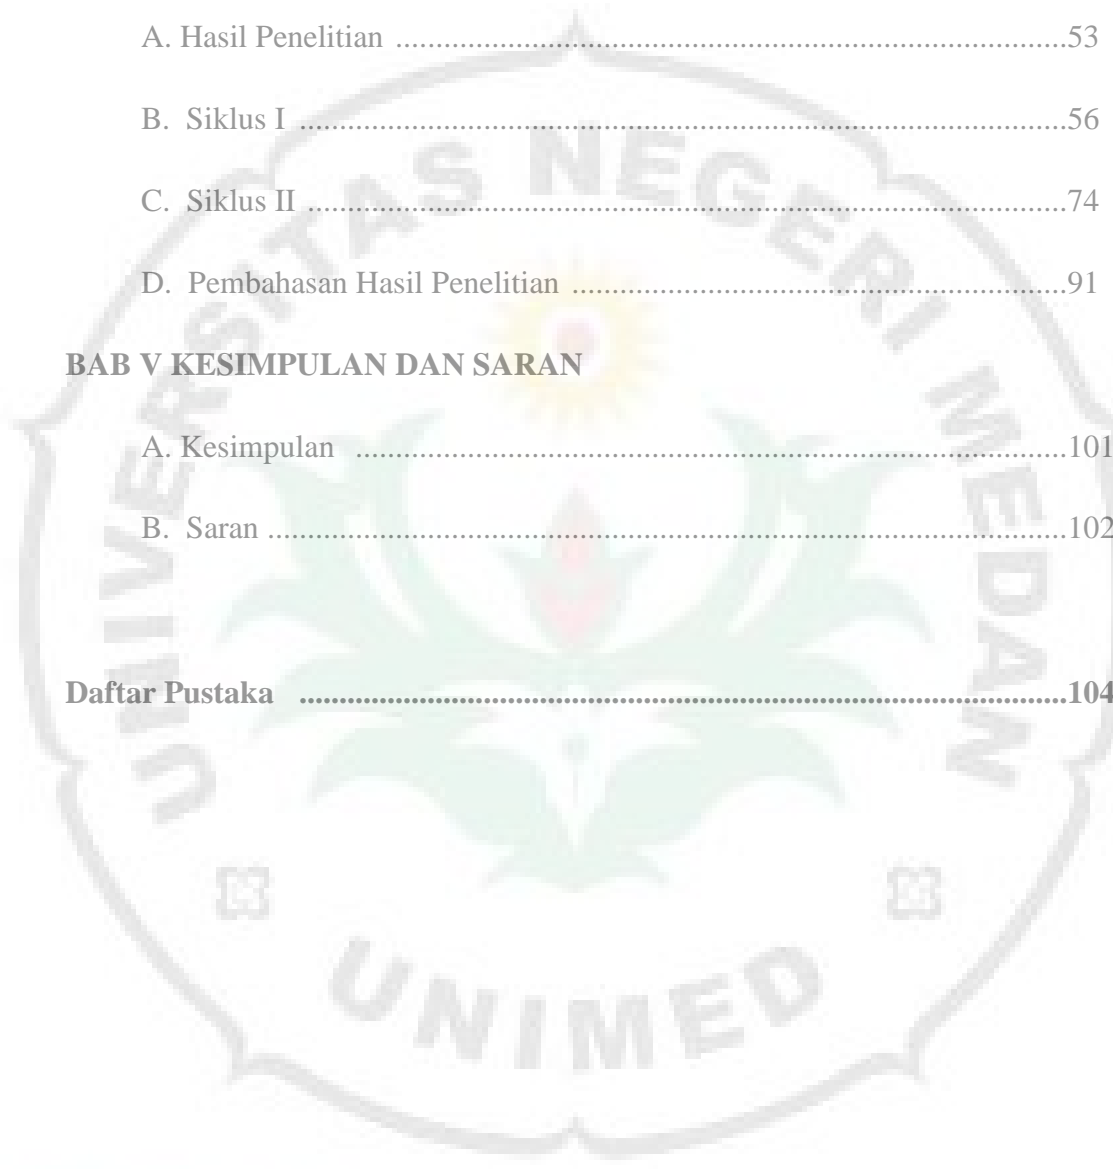 A. Hasil Penelitian ........................................................................................53
B. Siklus I ....................................................................................................56
C. Siklus II ...................................................................................................74
D. Pembahasan Hasil Penelitian .................................................................91
BAB V KESIMPULAN DAN SARAN
A. Kesimpulan .............................................................................................101
B. Saran ........................................................................................................102
Daftar Pustaka ....................................................................................................104
UNIVERSITAS NEGERI MEDAN
UNIMED